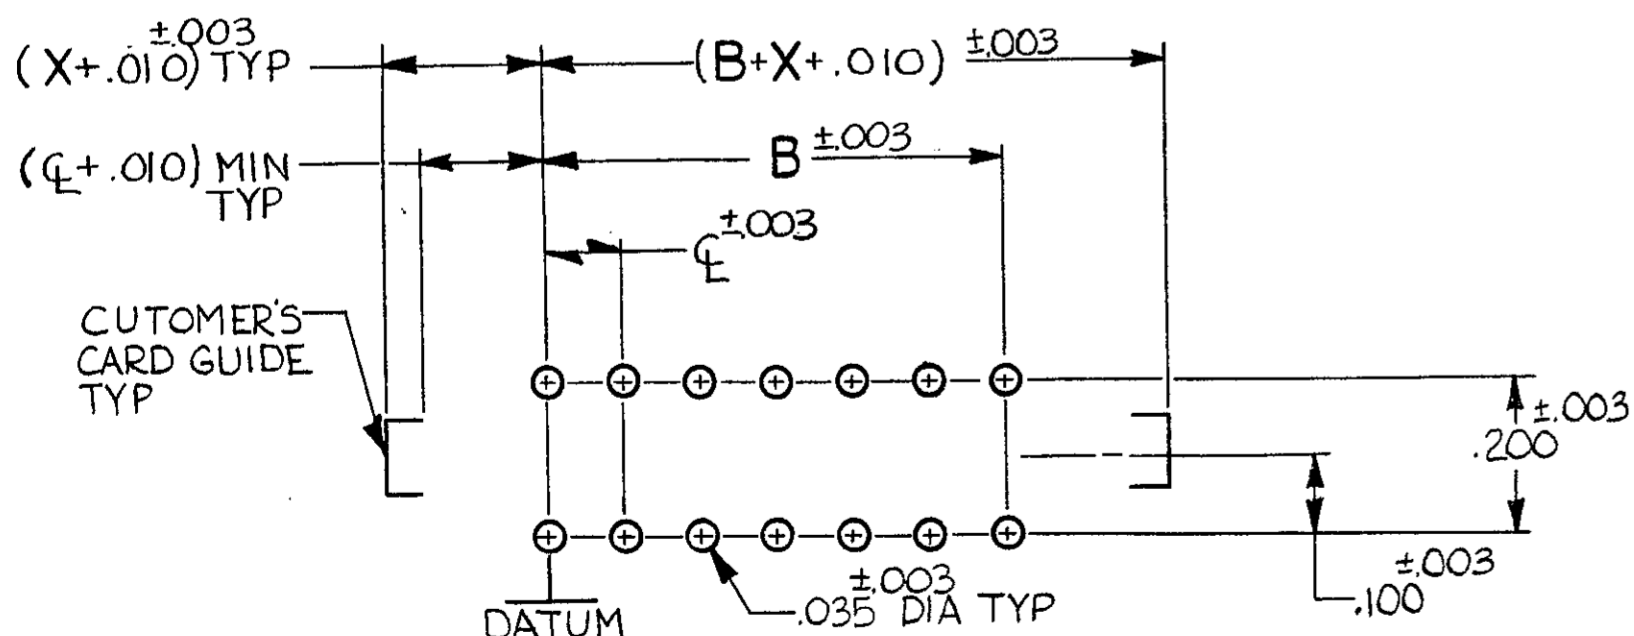 ±.003
(X+.010) TYP
(B+X+.010) ±.003
(℄+.010) MIN
TYP
B ±.003
℄ ±.003
CUTOMER'S
CARD GUIDE
TYP
±.003
.200
±.003
.035 DIA TYP
±.003
.100
DATUM